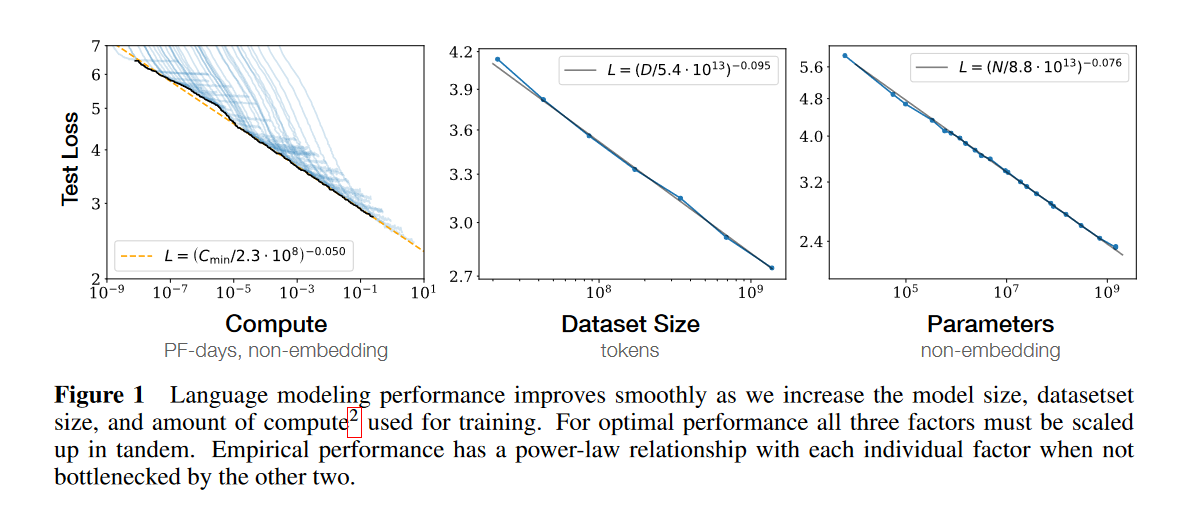 Test Loss
7
6
5
4
3
2
L = (C_min/2.3 · 10⁸)^−0.050
10⁻⁹ 10⁻⁷ 10⁻⁵ 10⁻³ 10⁻¹ 10¹
Compute
PF-days, non-embedding
4.2
3.9
3.6
3.3
3.0
2.7
L = (D/5.4 · 10¹³)^−0.095
10⁸ 10⁹
Dataset Size
tokens
5.6
4.8
4.0
3.2
2.4
L = (N/8.8 · 10¹³)^−0.076
10⁵ 10⁷ 10⁹
Parameters
non-embedding
Figure 1 Language modeling performance improves smoothly as we increase the model size, datasetset
size, and amount of compute² used for training. For optimal performance all three factors must be scaled
up in tandem. Empirical performance has a power-law relationship with each individual factor when not
bottlenecked by the other two.